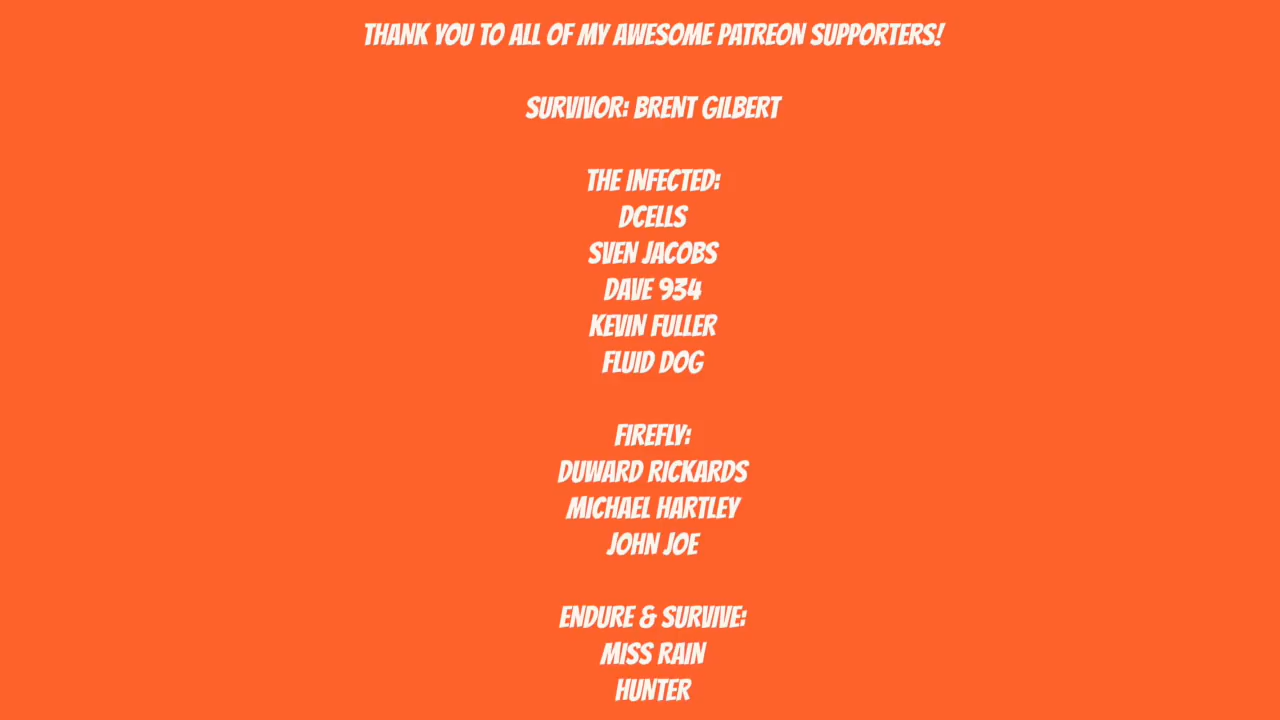 THANK YOU TO ALL OF MY AWESOME PATREON SUPPORTERS!
SURVIVOR: BRENT GILBERT
THE INFECTED:
DCELLS
SVEN JACOBS
DAVE 934
KEVIN FULLER
FLUID DOG
FIREFLY:
DUWARD RICKARDS
MICHAEL HARTLEY
JOHN JOE
ENDURE & SURVIVE:
MISS RAIN
HUNTER